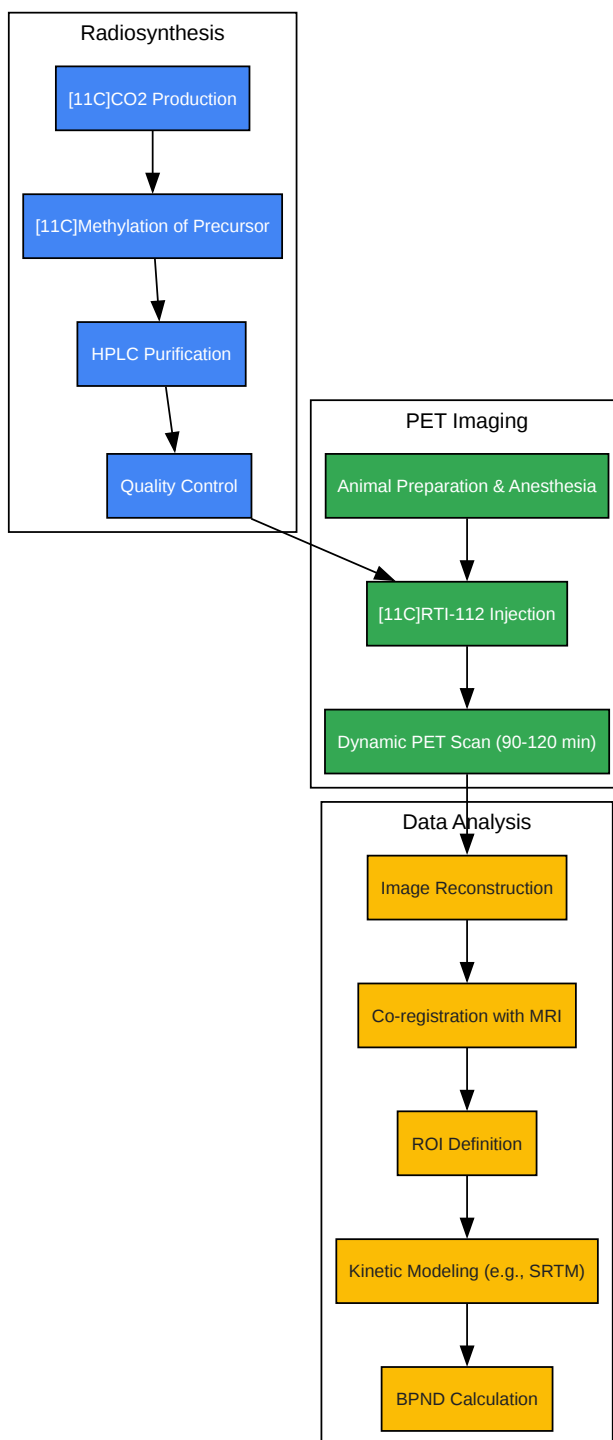 Radiosynthesis
[11C]CO2 Production
[11C]Methylation of Precursor
HPLC Purification
Quality Control
PET Imaging
Animal Preparation & Anesthesia
[11C]RTI-112 Injection
Dynamic PET Scan (90-120 min)
Data Analysis
Image Reconstruction
Co-registration with MRI
ROI Definition
Kinetic Modeling (e.g., SRTM)
BPND Calculation